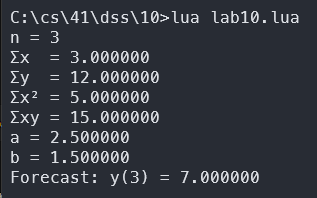 C:\cs\41\dss\10>lua lab10.lua
n = 3
Σx  = 3.000000
Σy  = 12.000000
Σx² = 5.000000
Σxy = 15.000000
a = 2.500000
b = 1.500000
Forecast: y(3) = 7.000000